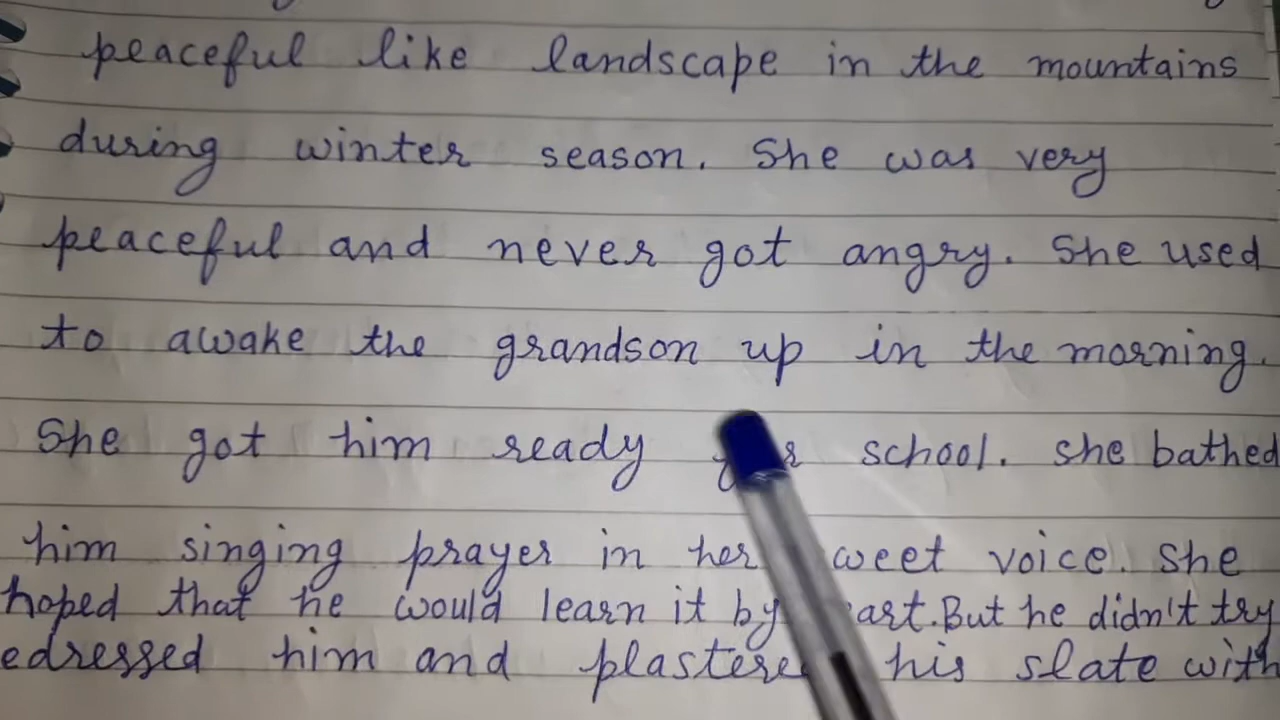 peaceful like landscape in the mountains
during winter season. She was very
peaceful and never got angry. She used
to awake the grandson up in the morning.
She got him ready school. she bathed
him singing prayer in her voice. She
hoped that he would learn it by But he didn't try
him and his slate with